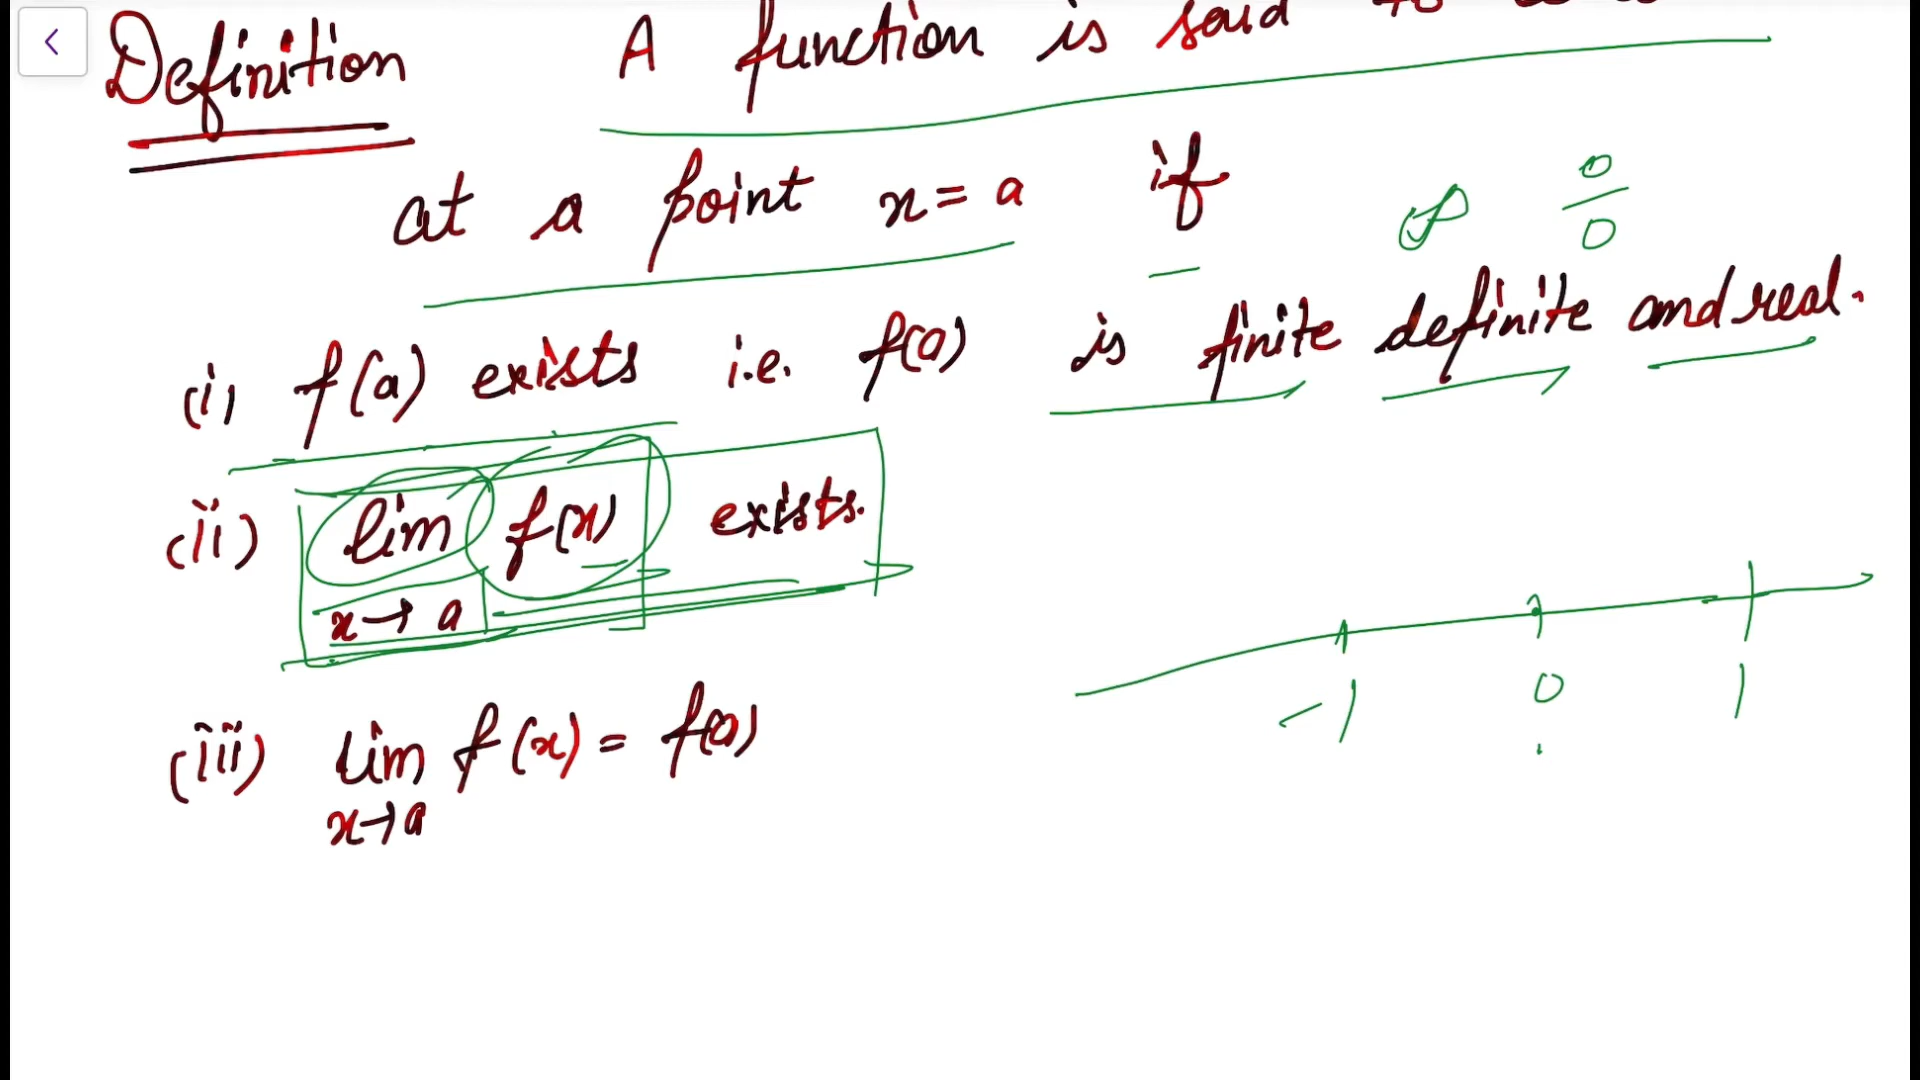 Definition A function is said to
at a point x = a if
∞ 0/0
(i) f(a) exists i.e. f(a) is finite definite and real.
(ii) lim f(x) exists.
x→a
-1 0 1
(iii) lim f(x) = f(a)
x→a